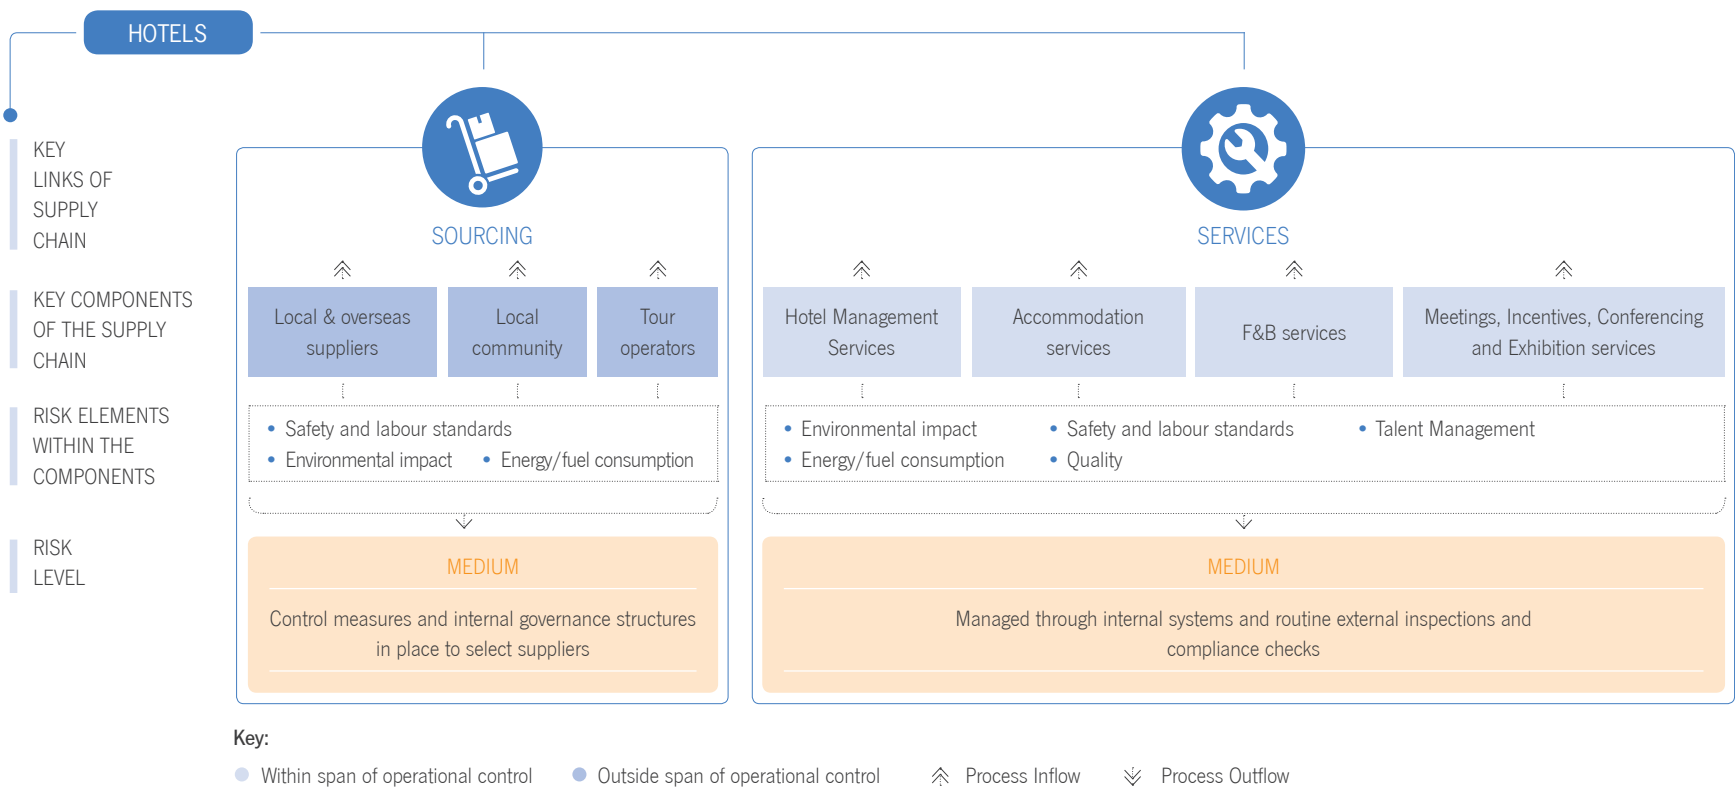 HOTELS
KEY
LINKS OF
SUPPLY
CHAIN
SOURCING
SERVICES
KEY COMPONENTS
OF THE SUPPLY
CHAIN
Local & overseas
suppliers
Local
community
Tour
operators
Hotel Management
Services
Accommodation
services
F&B services
Meetings, Incentives, Conferencing
and Exhibition services
RISK ELEMENTS
WITHIN THE
COMPONENTS
• Safety and labour standards
• Environmental impact • Energy/fuel consumption
• Environmental impact • Safety and labour standards • Talent Management
• Energy/fuel consumption • Quality
RISK
LEVEL
MEDIUM
Control measures and internal governance structures
in place to select suppliers
MEDIUM
Managed through internal systems and routine external inspections and
compliance checks
Key:
Within span of operational control Outside span of operational control Process Inflow Process Outflow